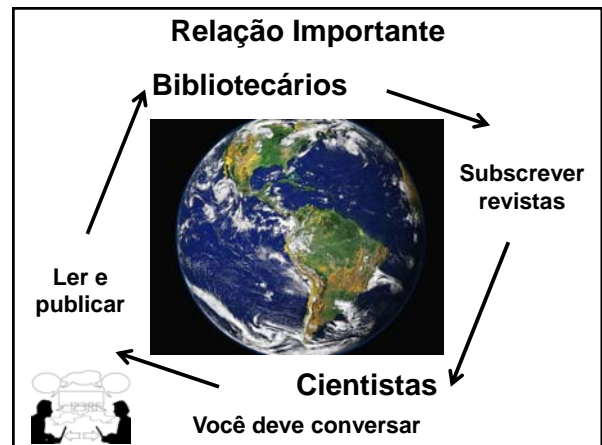 Relação Importante
Bibliotecários
Subscrever
revistas
Ler e
publicar
Cientistas
Você deve conversar